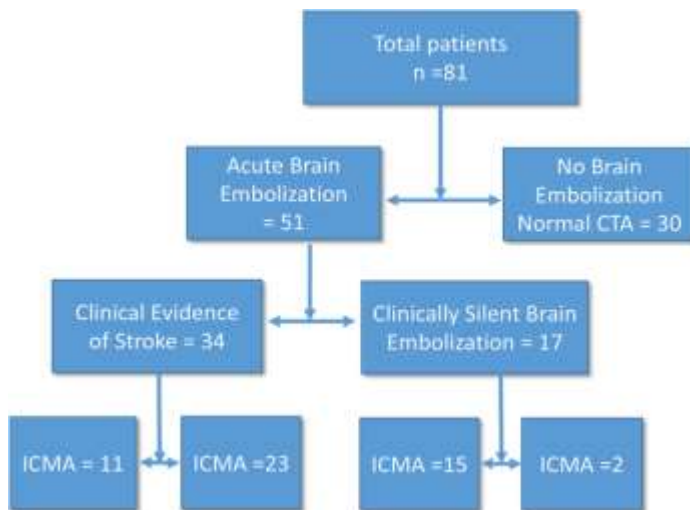 Total patients
n =81
Acute Brain
Embolization
= 51
No Brain
Embolization
Normal CTA = 30
Clinical Evidence
of Stroke = 34
Clinically Silent Brain
Embolization = 17
ICMA = 11
ICMA =23
ICMA =15
ICMA =2